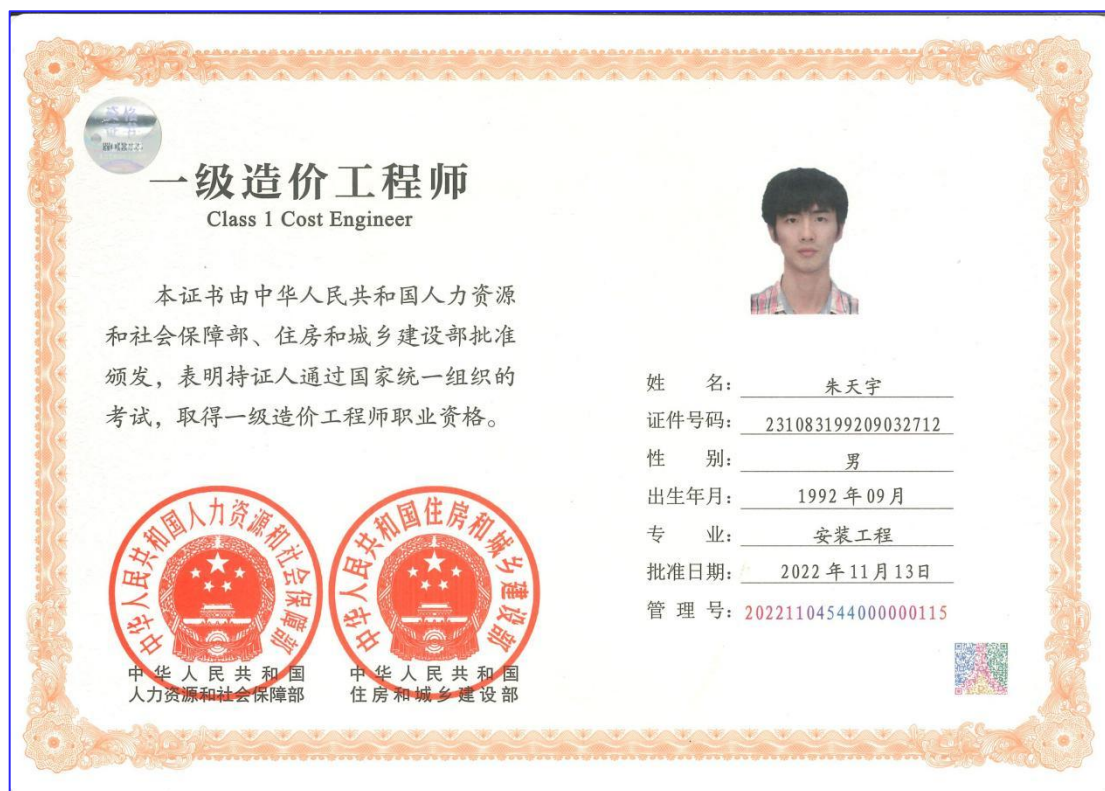 资格
证书
一级造价工程师
Class 1 Cost Engineer
本证书由中华人民共和国人力资源
和社会保障部、住房和城乡建设部批准
颁发，表明持证人通过国家统一组织的
考试，取得一级造价工程师职业资格。
中华人民共和国人力资源和社会保障部
中华人民共和国住房和城乡建设部
中华人民共和国
人力资源和社会保障部
中华人民共和国
住房和城乡建设部
姓 名： 朱天宇
证件号码： 231083199209032712
性 别： 男
出生年月： 1992年09月
专 业： 安装工程
批准日期： 2022年11月13日
管 理 号：20221104544000000115